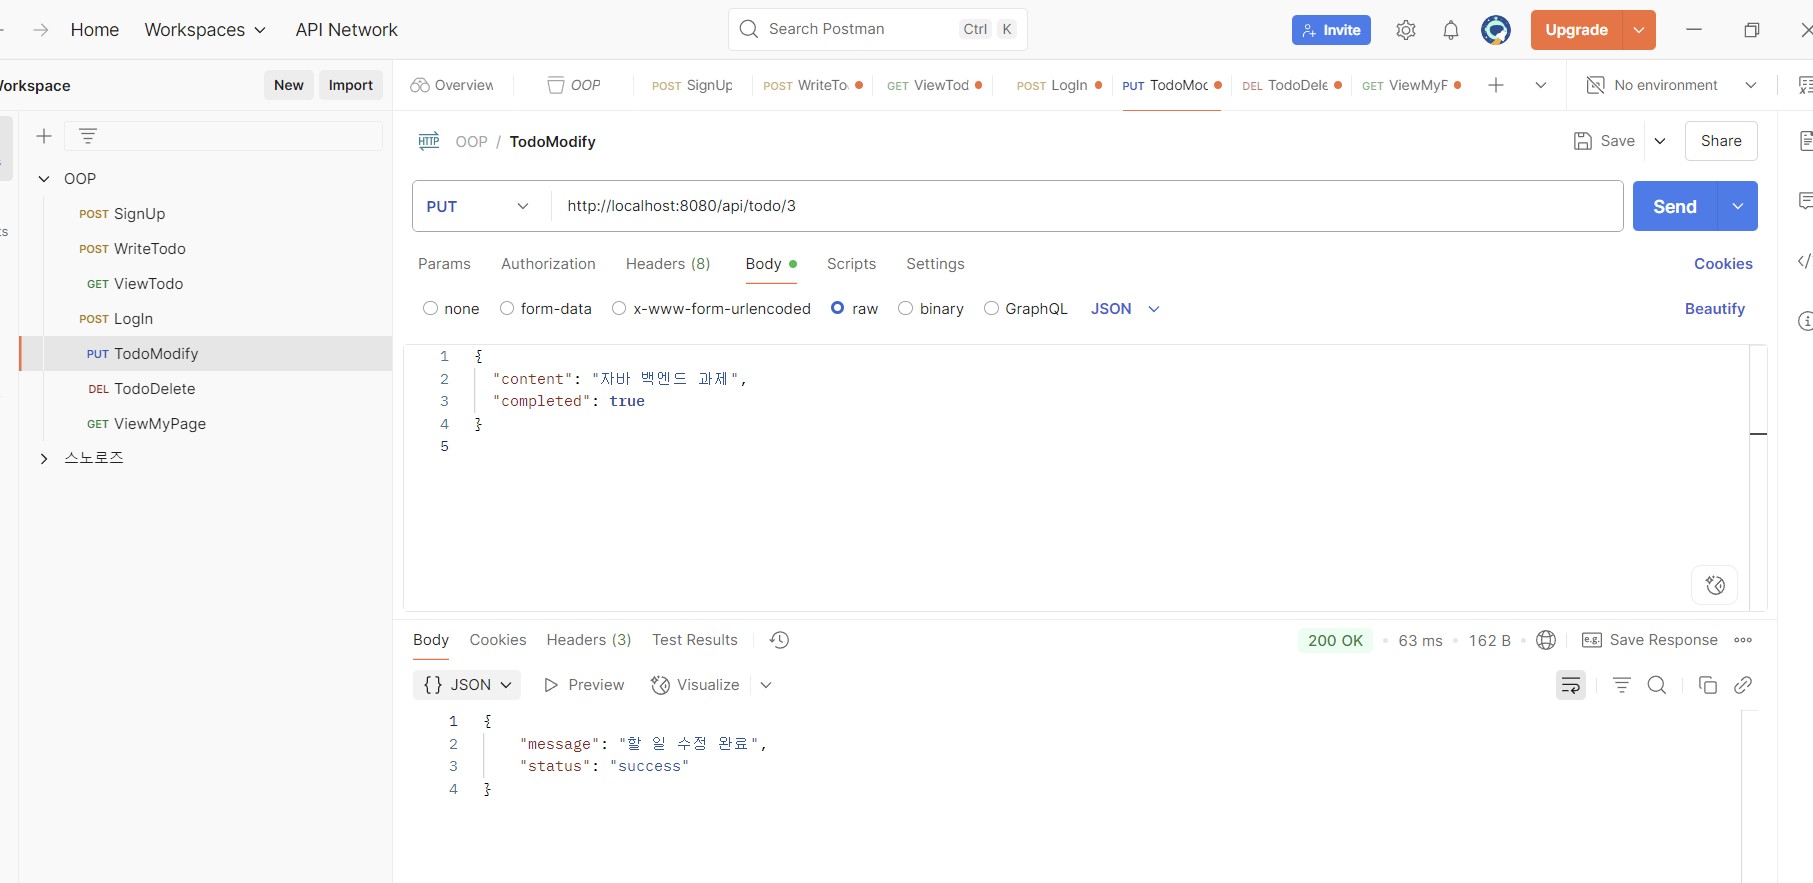 Home Workspaces API Network Search Postman Ctrl K Invite Upgrade
orkspace New Import Overview OOP POST SignUp POST WriteTo GET ViewTod POST LogIn PUT TodoMoc DEL TodoDele GET ViewMyF No environment
HTTP OOP / TodoModify Save Share
OOP
POST SignUp
POST WriteTodo
GET ViewTodo
POST LogIn
PUT TodoModify
DEL TodoDelete
GET ViewMyPage
스노로즈
PUT http://localhost:8080/api/todo/3 Send
Params Authorization Headers (8) Body Scripts Settings Cookies
none form-data x-www-form-urlencoded raw binary GraphQL JSON Beautify
1 {
2 "content": "자바 백엔드 과제",
3 "completed": true
4 }
5
Body Cookies Headers (3) Test Results 200 OK 63 ms 162 B e.g. Save Response
{} JSON Preview Visualize
1 {
2 "message": "할 일 수정 완료",
3 "status": "success"
4 }